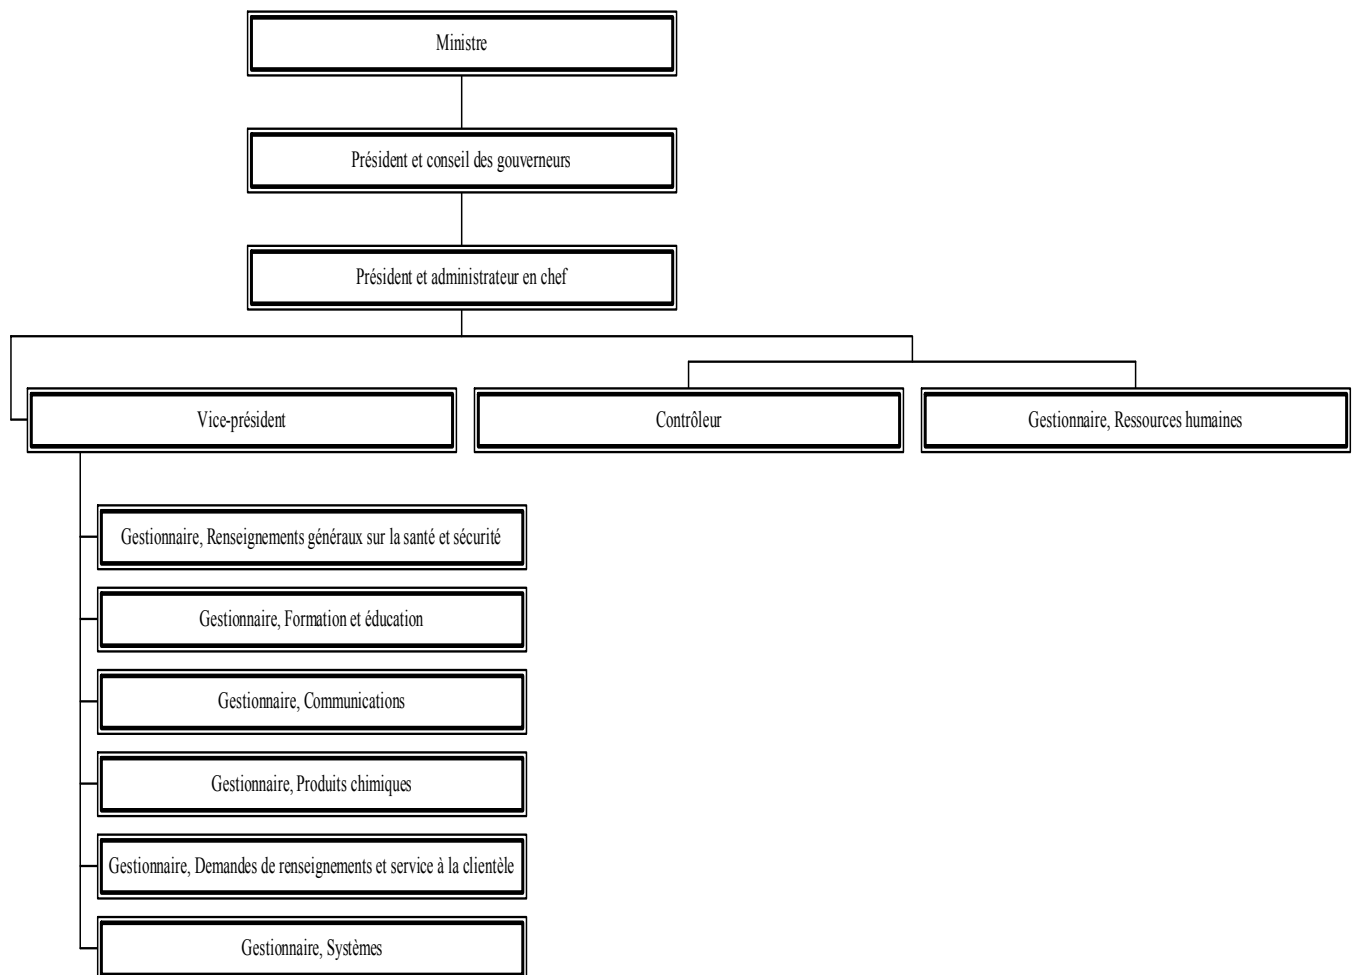 Ministre
Président et conseil des gouverneurs
Président et administrateur en chef
Vice-président
Contrôleur
Gestionnaire, Ressources humaines
Gestionnaire, Renseignements généraux sur la santé et sécurité
Gestionnaire, Formation et éducation
Gestionnaire, Communications
Gestionnaire, Produits chimiques
Gestionnaire, Demandes de renseignements et service à la clientèle
Gestionnaire, Systèmes